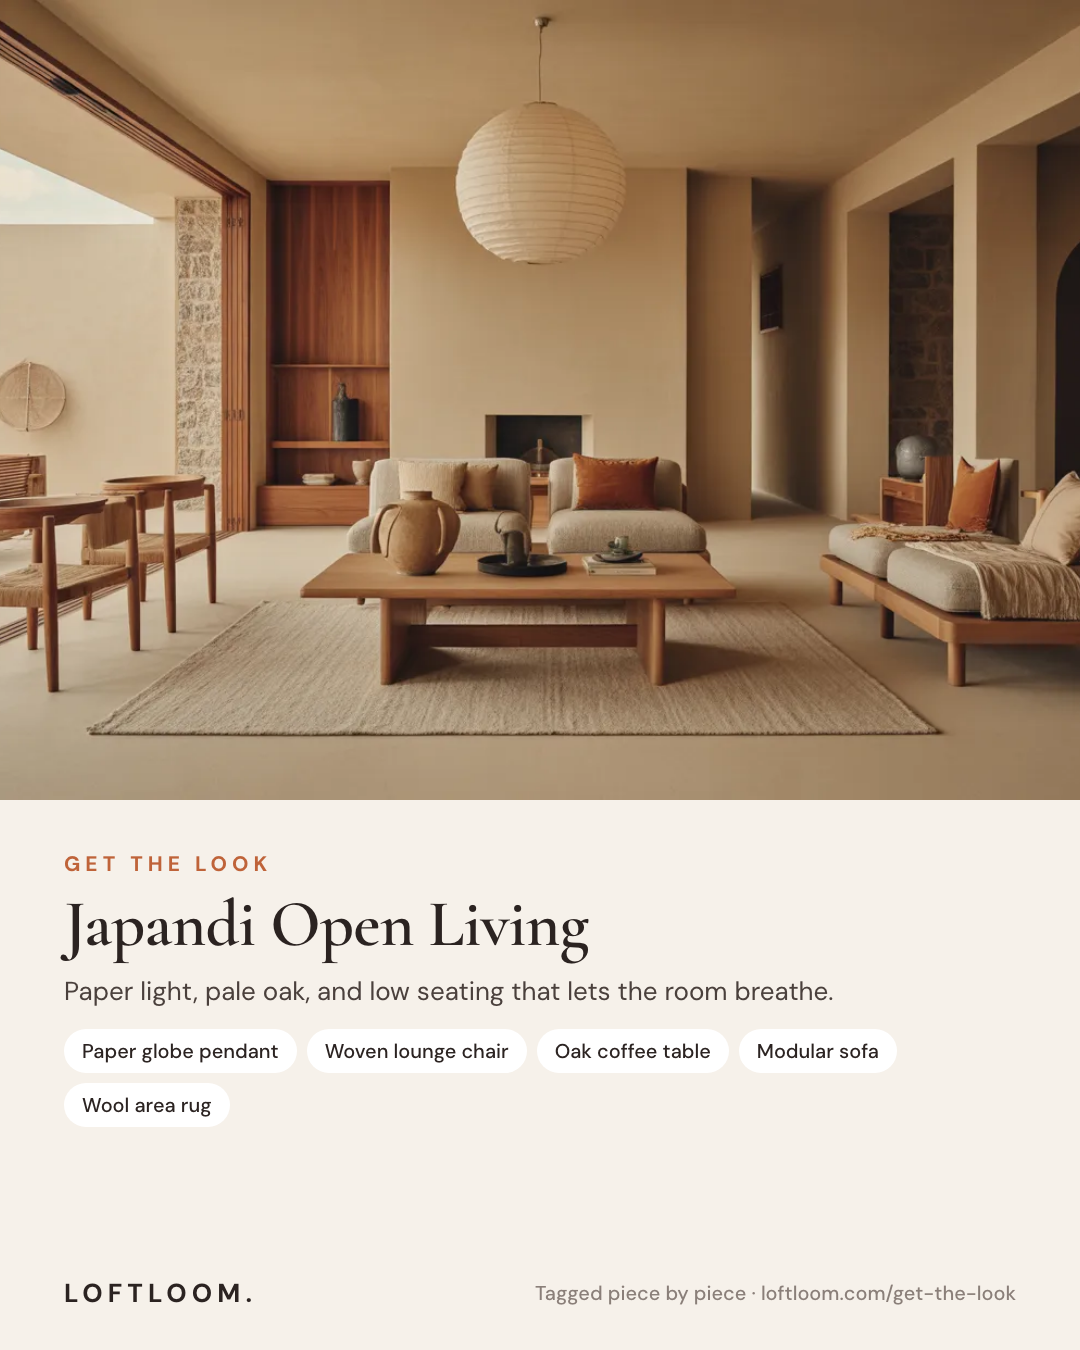 GET THE LOOK
Japandi Open Living
Paper light, pale oak, and low seating that lets the room breathe.
Paper globe pendant Woven lounge chair Oak coffee table Modular sofa
Wool area rug
LOFTLOOM. Tagged piece by piece · loftloom.com/get-the-look